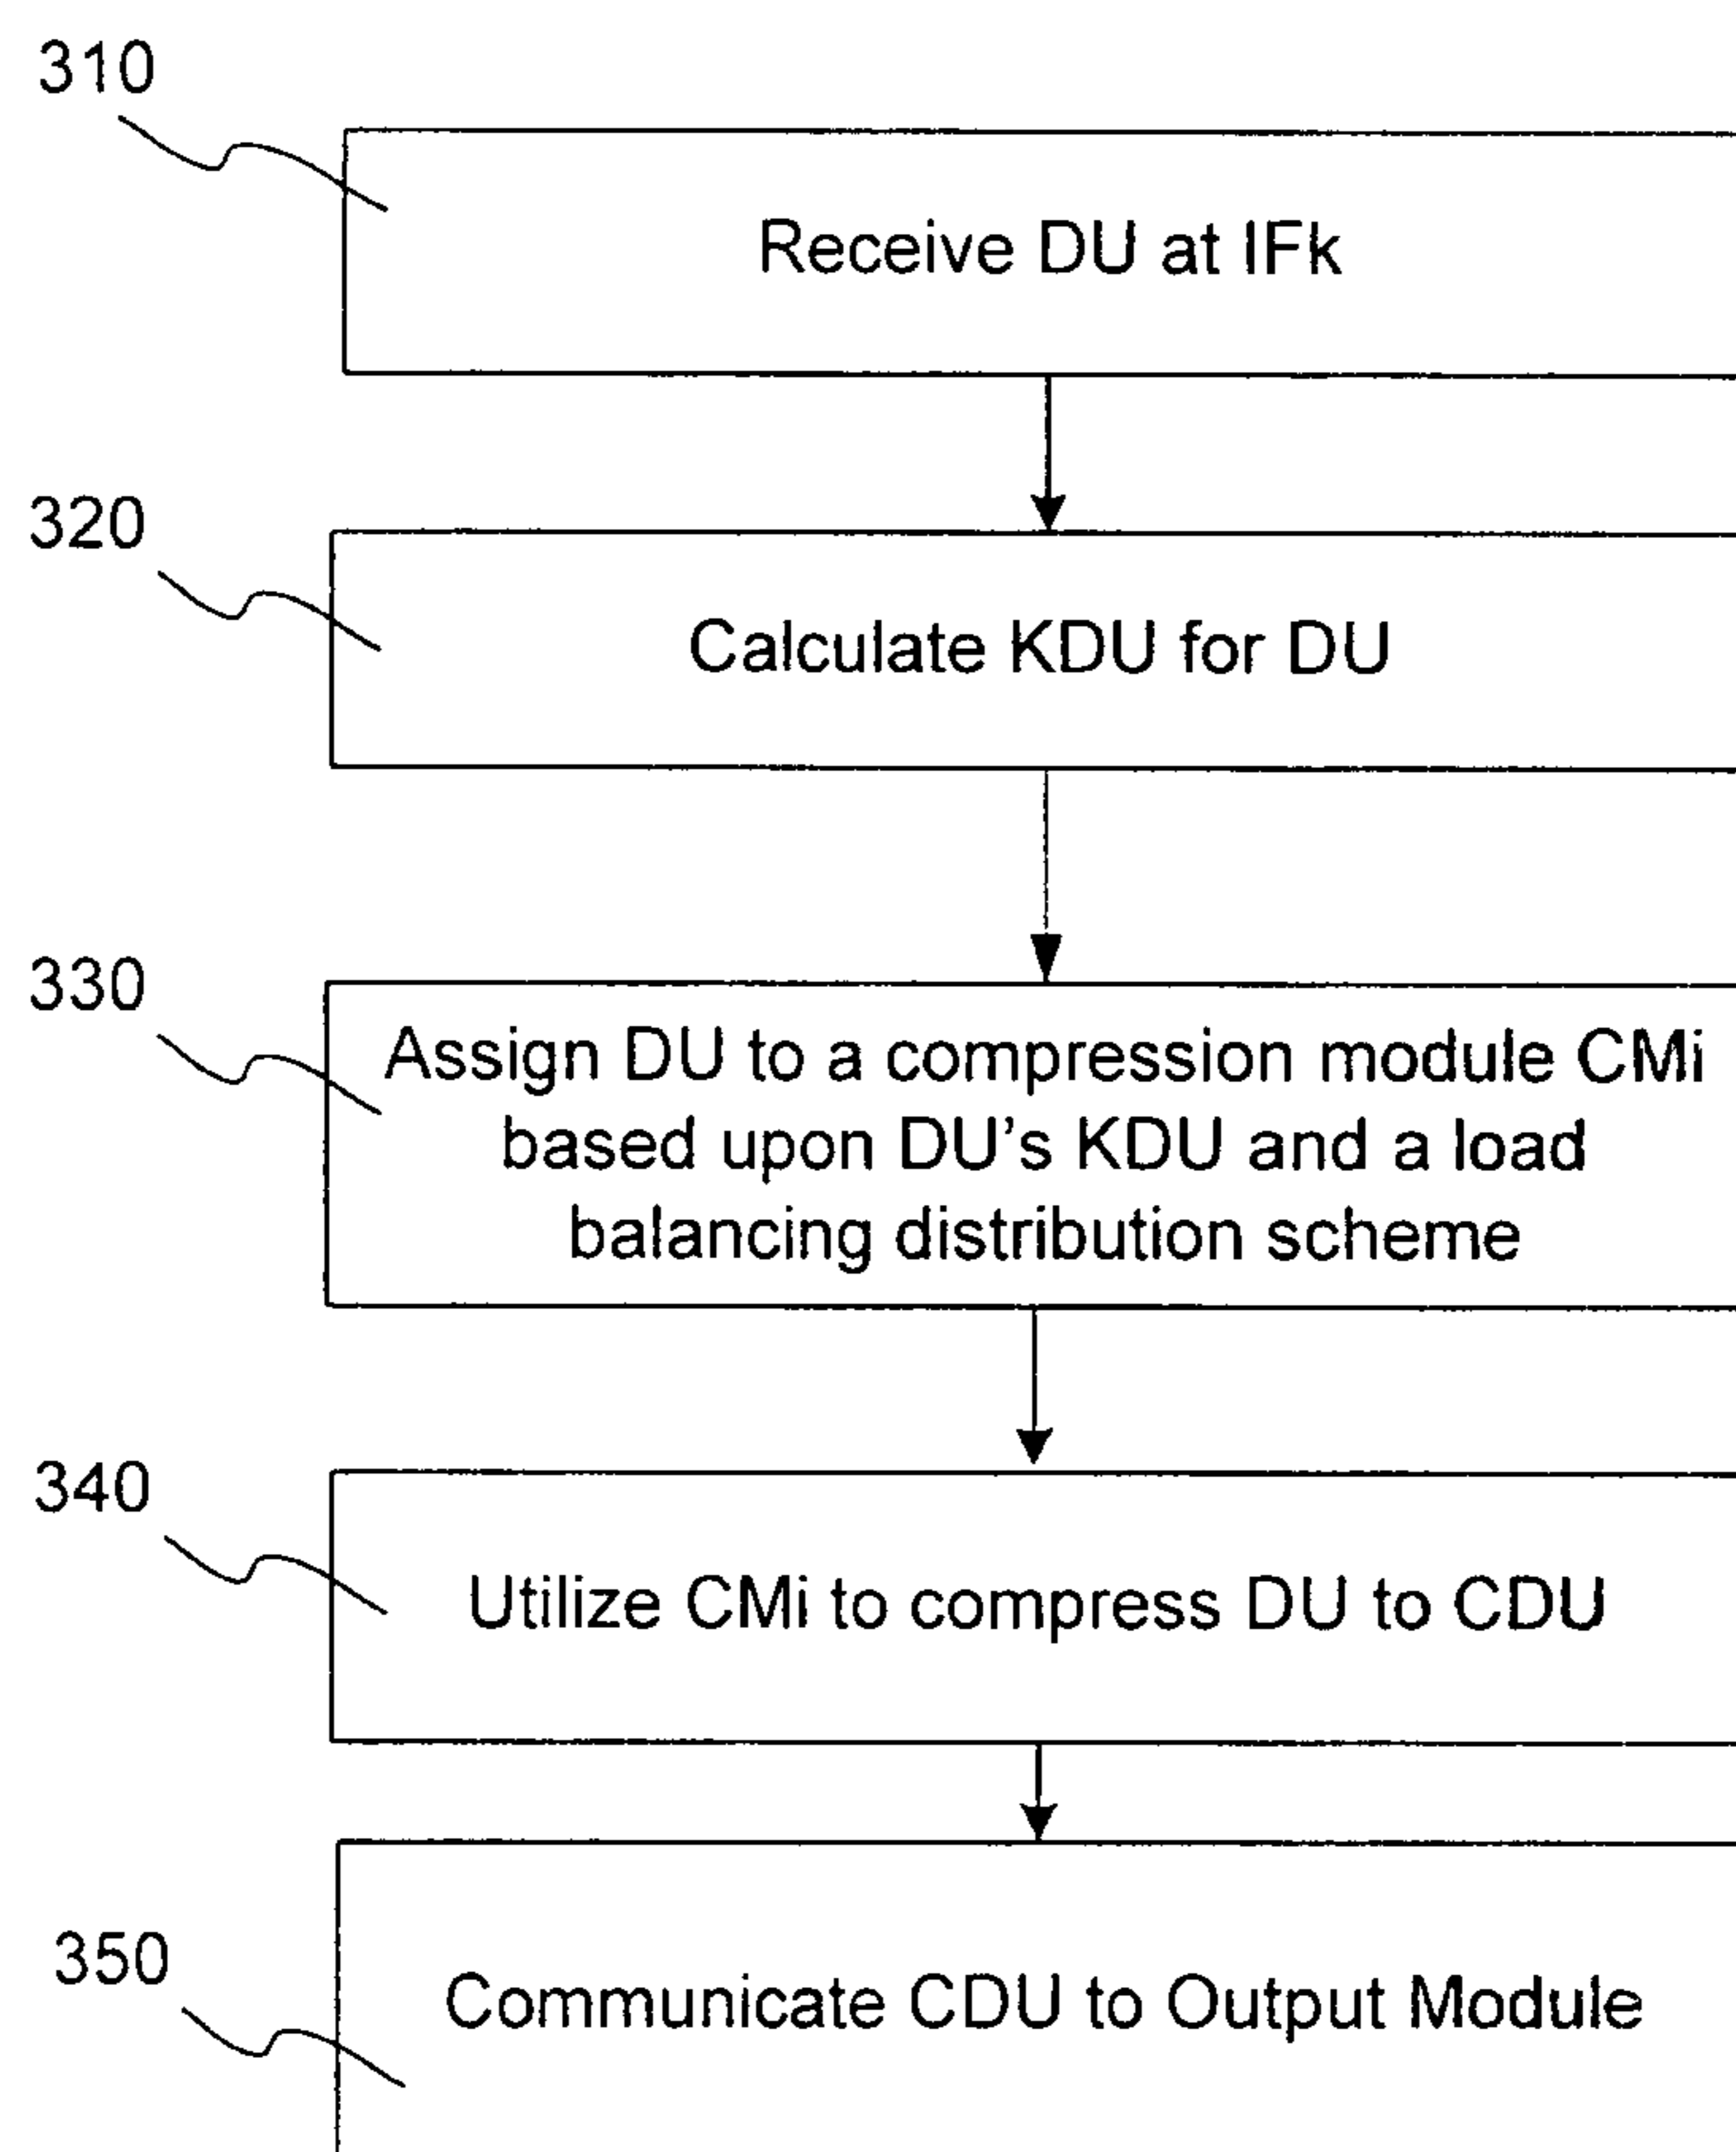 310
Receive DU at IFk
320
Calculate KDU for DU
330
Assign DU to a compression module CMi
based upon DU's KDU and a load
balancing distribution scheme
340
Utilize CMi to compress DU to CDU
350
Communicate CDU to Output Module